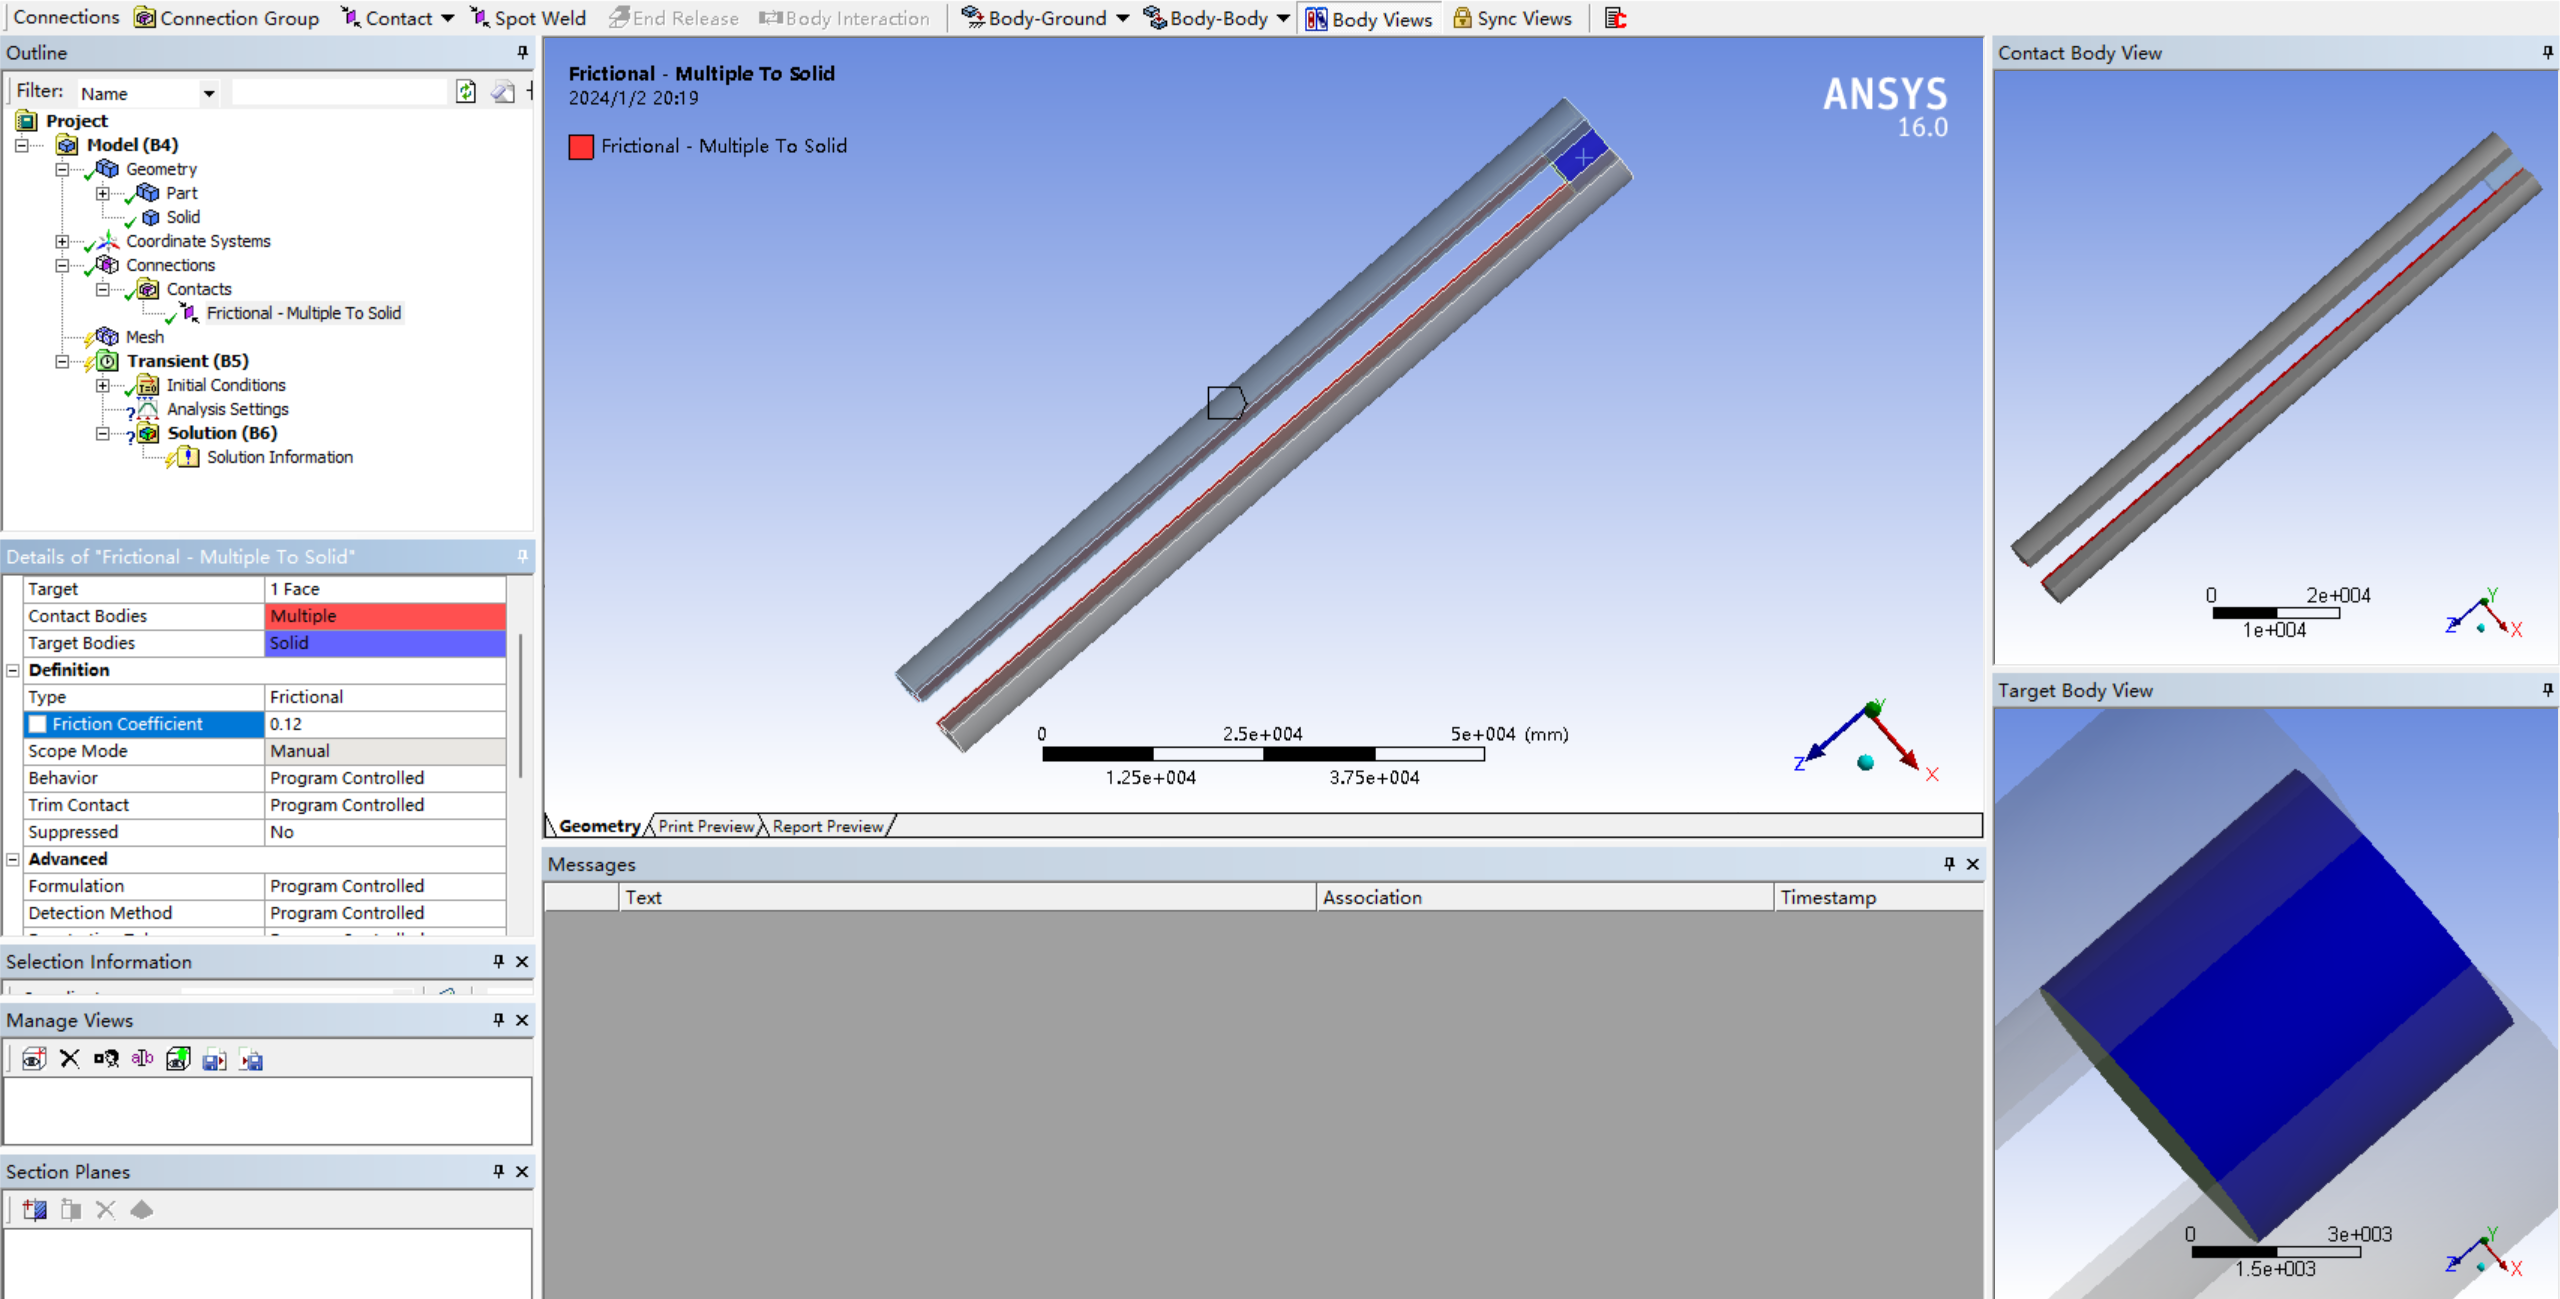 Connections Connection Group Contact Spot Weld End Release Body Interaction Body-Ground Body-Body Body Views Sync Views
Outline
Filter: Name
Project
Model (B4)
Geometry
Part
Solid
Coordinate Systems
Connections
Contacts
Frictional - Multiple To Solid
Mesh
Transient (B5)
Initial Conditions
Analysis Settings
Solution (B6)
Solution Information
Details of "Frictional - Multiple To Solid"
Target 1 Face
Contact Bodies Multiple
Target Bodies Solid
Definition
Type Frictional
Friction Coefficient 0.12
Scope Mode Manual
Behavior Program Controlled
Trim Contact Program Controlled
Suppressed No
Advanced
Formulation Program Controlled
Detection Method Program Controlled
Selection Information
Manage Views
Section Planes
Frictional - Multiple To Solid
2024/1/2 20:19
Frictional - Multiple To Solid
ANSYS
16.0
0 2.5e+004 5e+004 (mm)
1.25e+004 3.75e+004
Y
Z
X
Geometry Print Preview Report Preview
Messages
Text Association Timestamp
Contact Body View
0 2e+004
1e+004
Y
Z
X
Target Body View
0 3e+003
1.5e+003
Y
Z
X